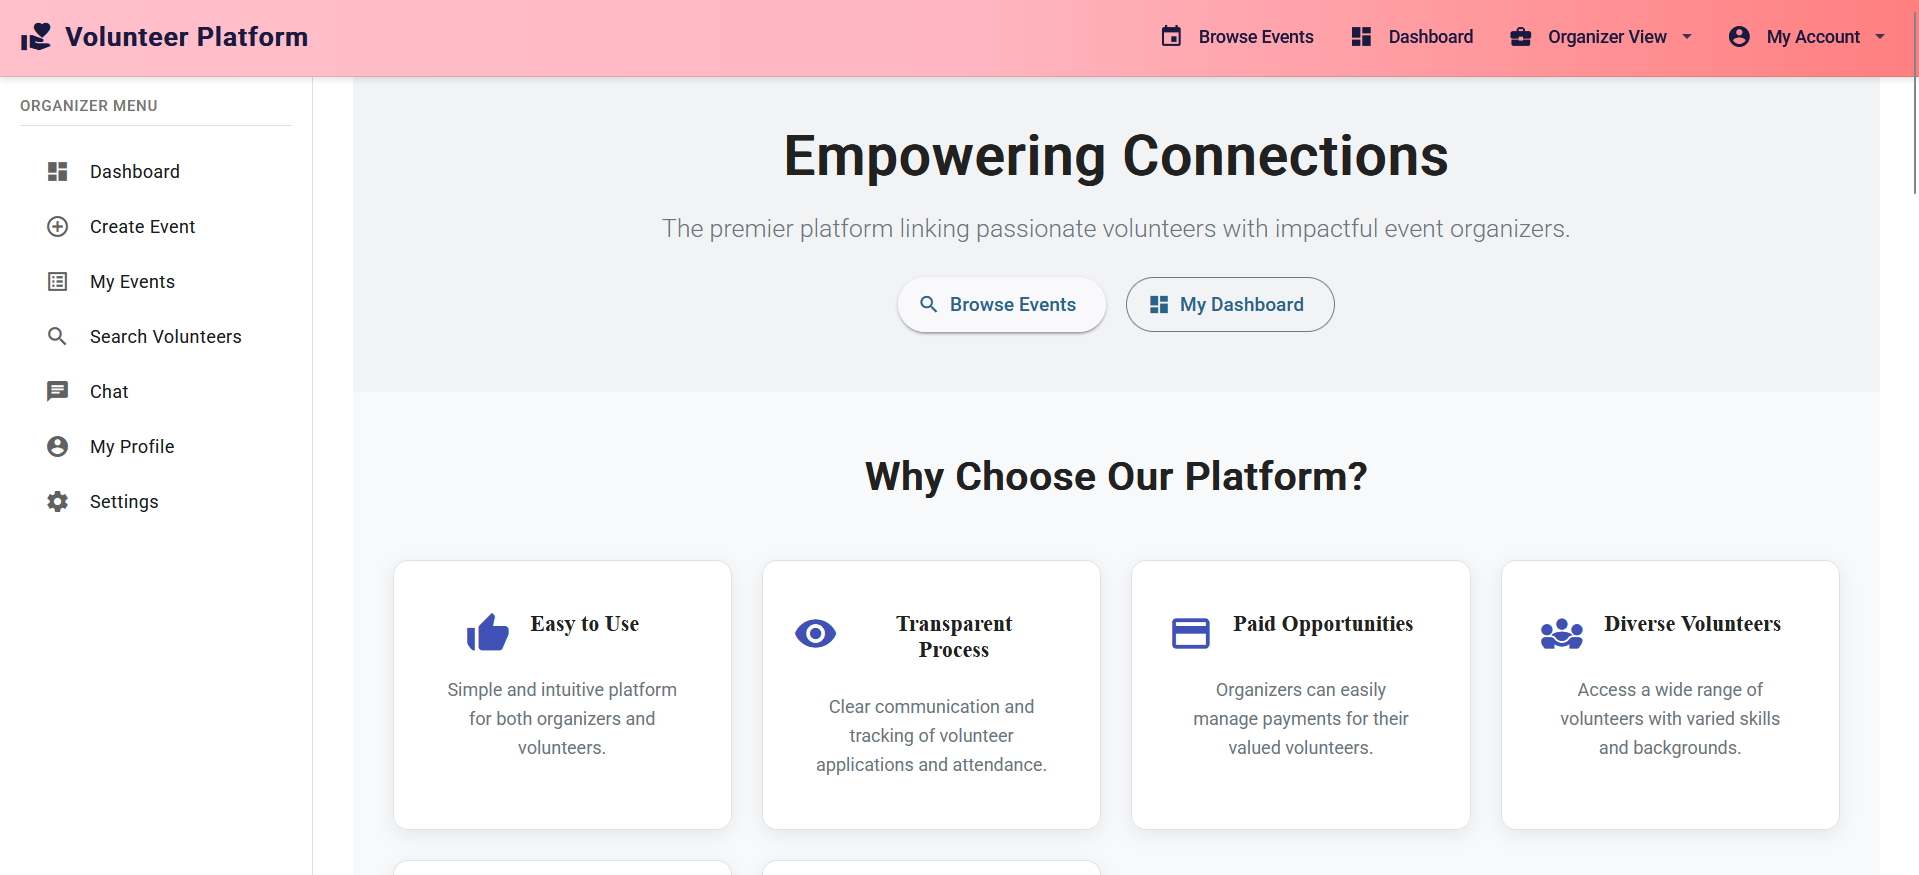 Volunteer Platform
Browse Events
Dashboard
Organizer View
My Account
ORGANIZER MENU
Dashboard
Create Event
My Events
Search Volunteers
Chat
My Profile
Settings
Empowering Connections
The premier platform linking passionate volunteers with impactful event organizers.
Browse Events
My Dashboard
Why Choose Our Platform?
Easy to Use
Simple and intuitive platform
for both organizers and
volunteers.
Transparent
Process
Clear communication and
tracking of volunteer
applications and attendance.
Paid Opportunities
Organizers can easily
manage payments for their
valued volunteers.
Diverse Volunteers
Access a wide range of
volunteers with varied skills
and backgrounds.